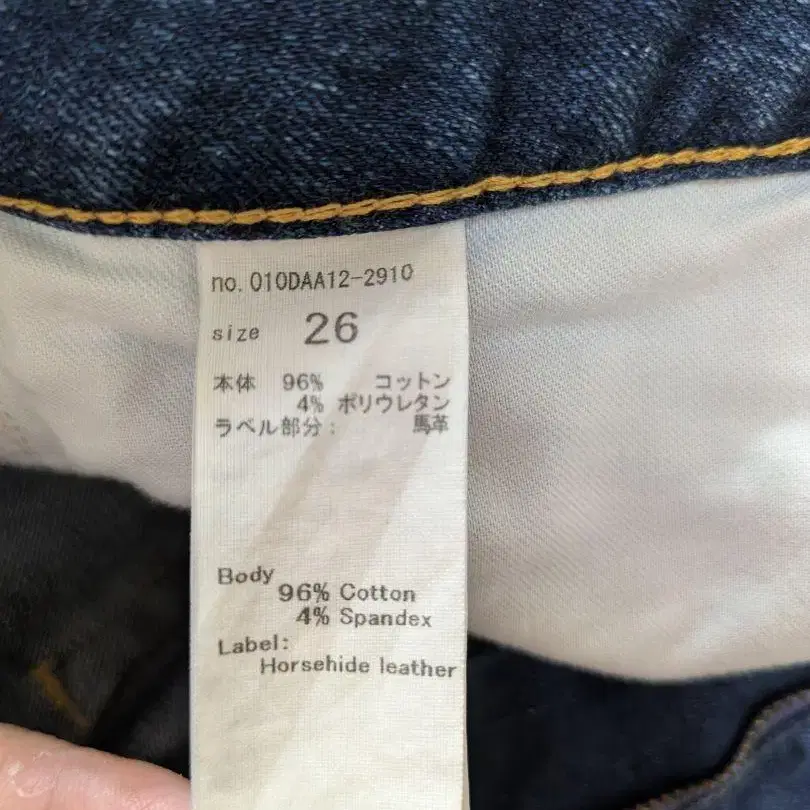 no. 010DAA12-2910
size 26
本体 96% コットン
4% ポリウレタン
ラベル部分： 馬革
Body
96% Cotton
4% Spandex
Label:
Horsehide leather